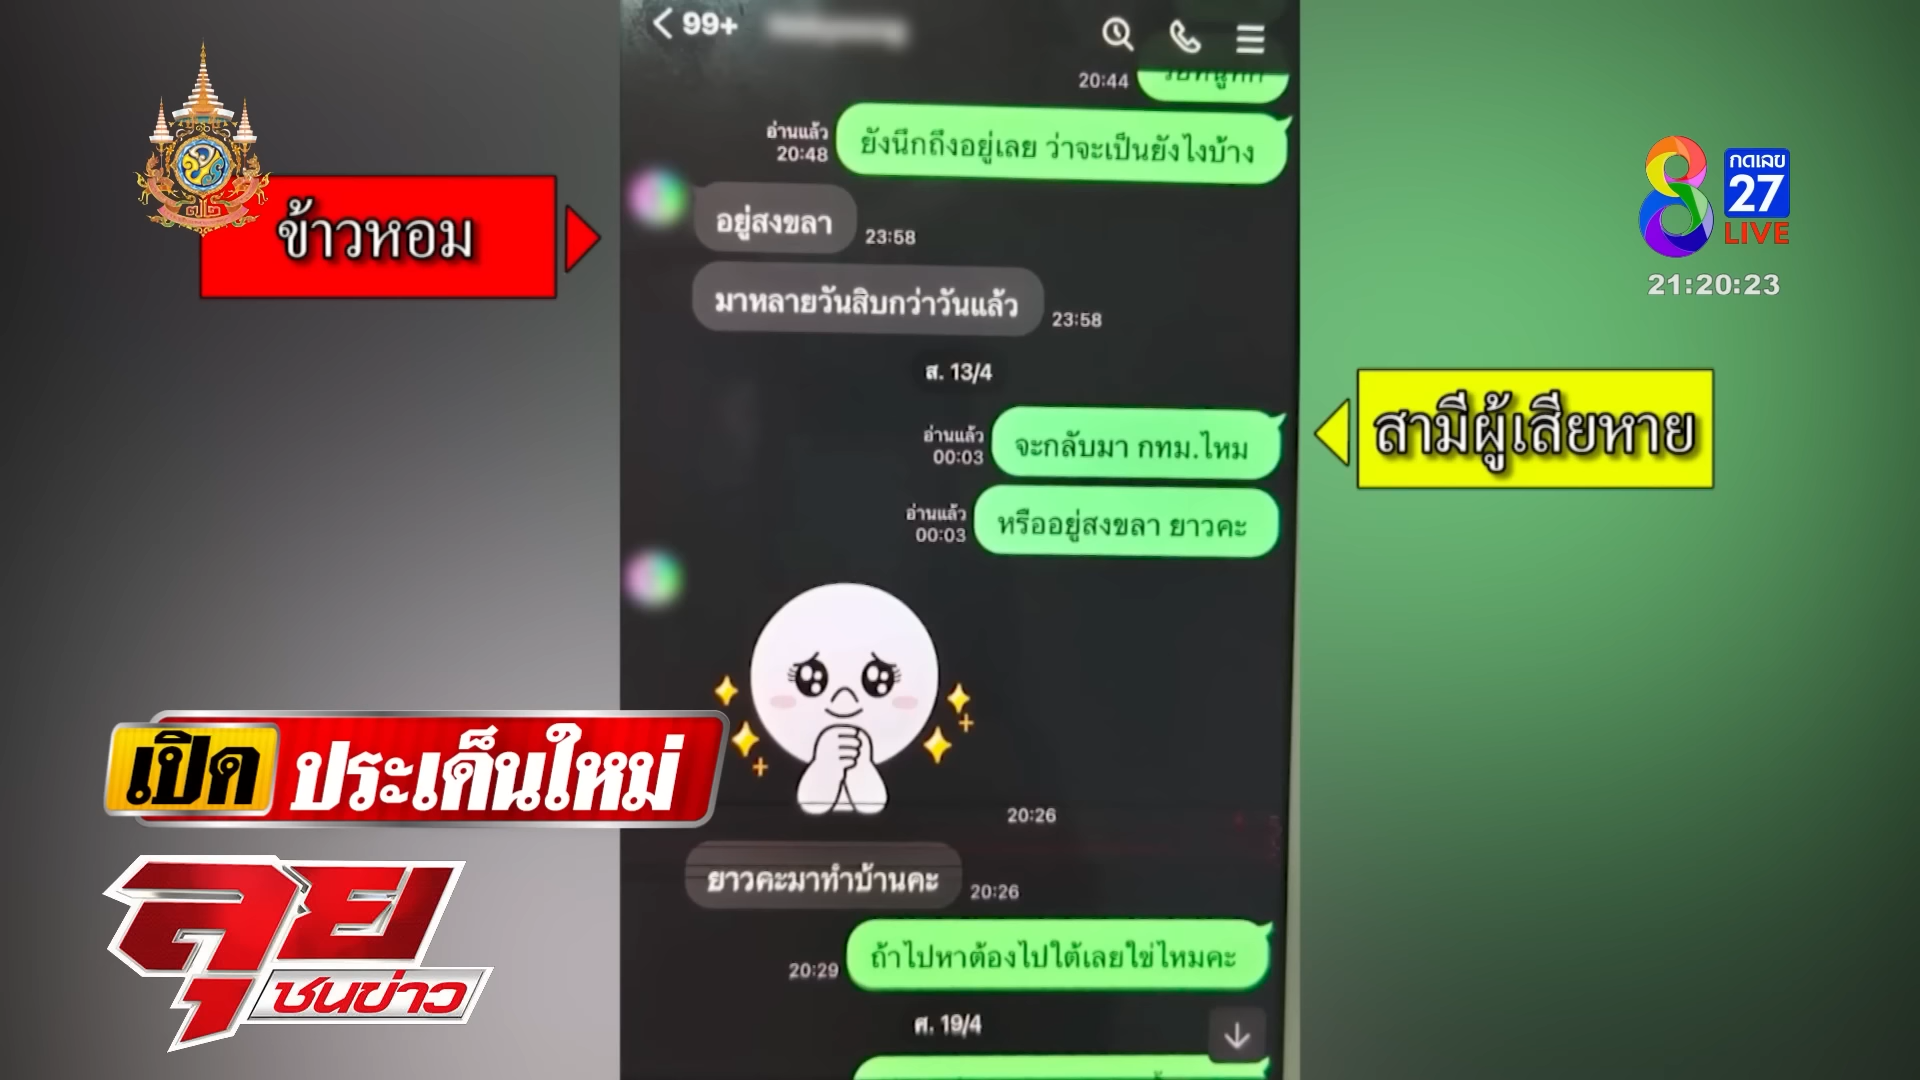 99+
20:44
อ่านแล้ว
20:48
ยังนึกถึงอยู่เลย ว่าจะเป็นยังไงบ้าง
กดเลข
27
LIVE
21:20:23
ข้าวหอม
อยู่สงขลา
23:58
มาหลายวันสิบกว่าวันแล้ว
23:58
ส. 13/4
อ่านแล้ว
00:03
จะกลับมา กทม.ไหม
สามีผู้เสียหาย
อ่านแล้ว
00:03
หรืออยู่สงขลา ยาวคะ
20:26
เปิด ประเด็นใหม่
ยาวคะมาทำบ้านคะ
20:26
ถ้าไปหาต้องไปใต้เลยใช่ไหมคะ
20:29
ลุย
ชนข่าว
ศ. 19/4